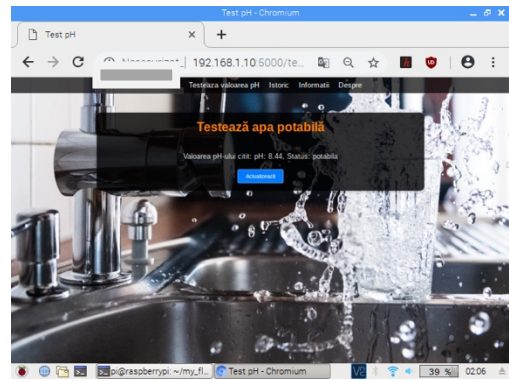 Test pH - Chromium
Test pH
192.168.1.10:5000/te...
Testeaza valoarea pH Istoric Informatii Despre
Testează apa potabilă
Valoarea pH-ului citit: pH: 8.44, Status: potabila
Actualizează
pi@raspberrypi: ~/my_fl... Test pH - Chromium 39 % 02:06